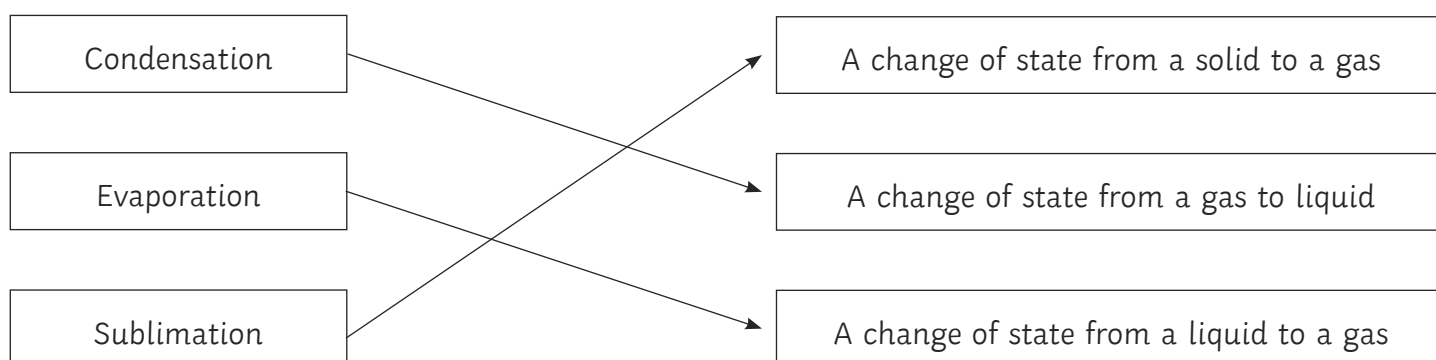 Condensation
A change of state from a solid to a gas
Evaporation
A change of state from a gas to liquid
Sublimation
A change of state from a liquid to a gas